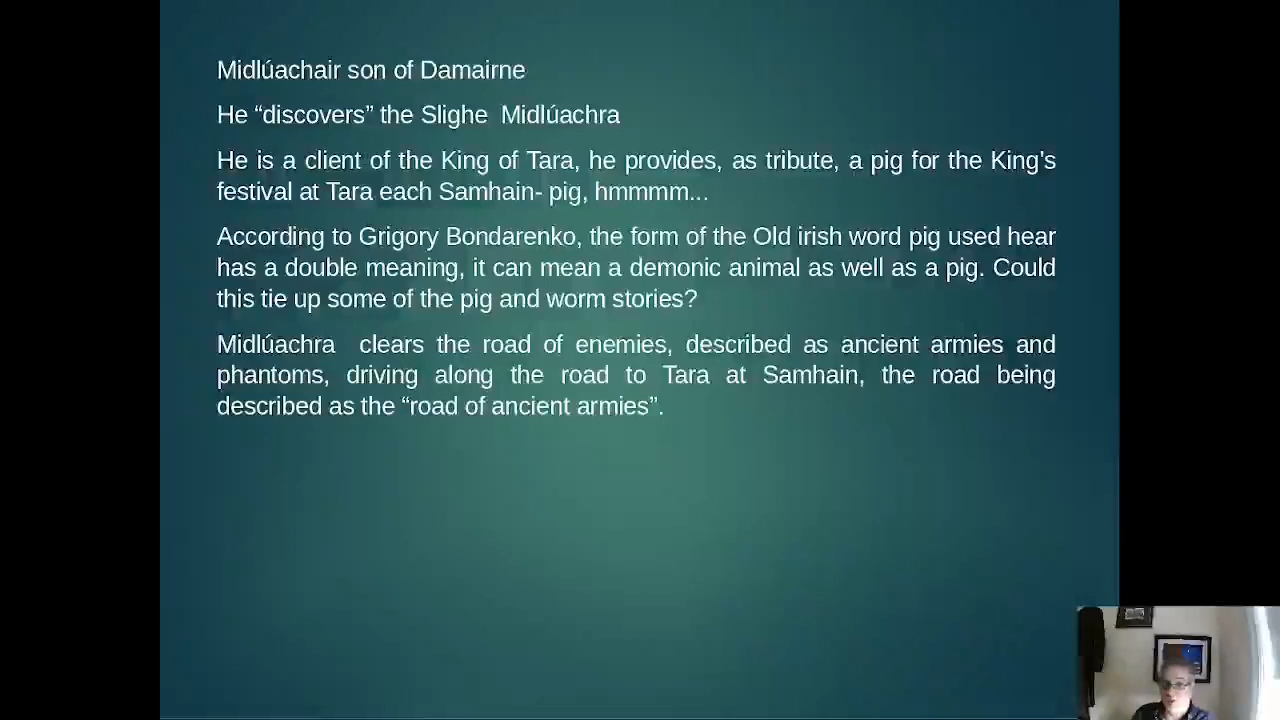 Midlúachair son of Damairne
He “discovers” the Slighe Midlúachra
He is a client of the King of Tara, he provides, as tribute, a pig for the King’s
festival at Tara each Samhain- pig, hmmmm...
According to Grigory Bondarenko, the form of the Old irish word pig used hear
has a double meaning, it can mean a demonic animal as well as a pig. Could
this tie up some of the pig and worm stories?
Midlúachra clears the road of enemies, described as ancient armies and
phantoms, driving along the road to Tara at Samhain, the road being
described as the “road of ancient armies”.